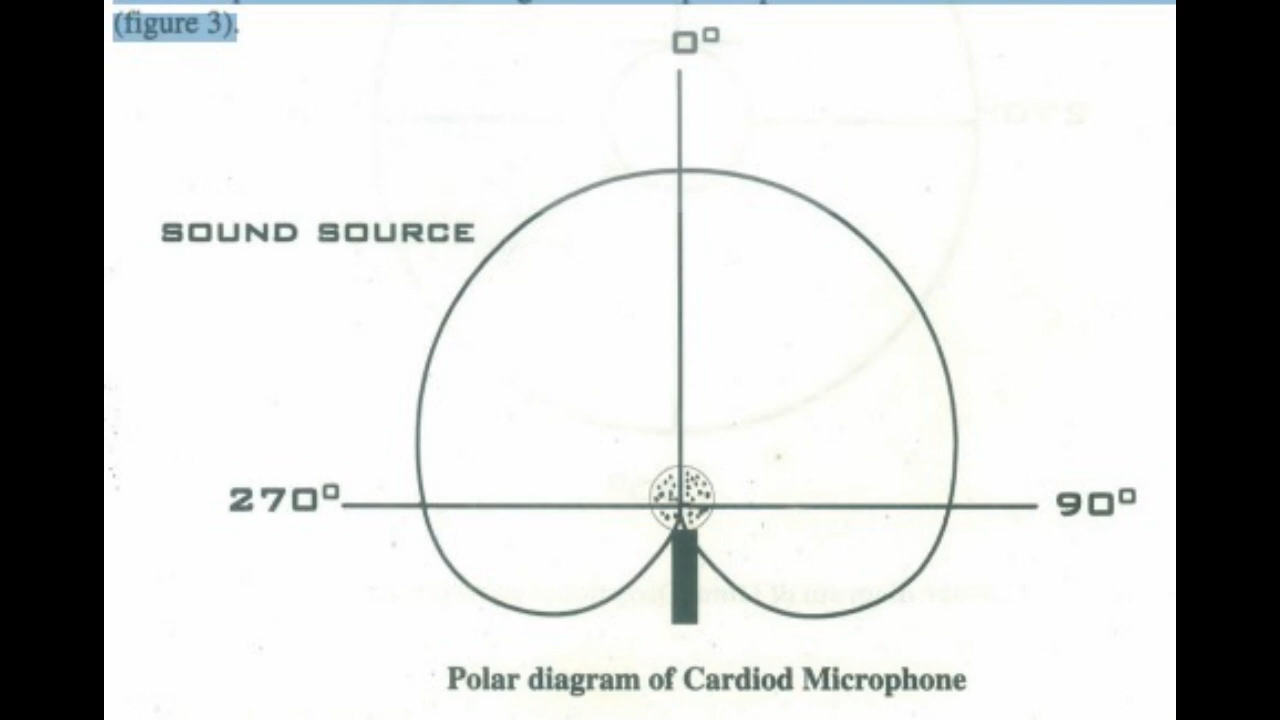 (figure 3).
0°
SOUND SOURCE
270° 90°
Polar diagram of Cardiod Microphone